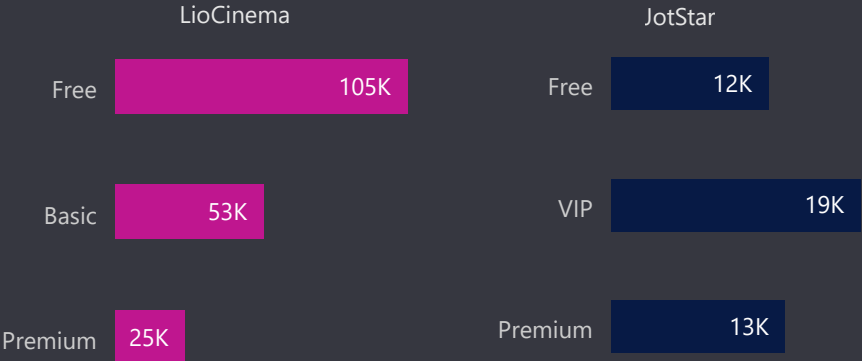 LioCinema
Free 105K
Basic 53K
Premium 25K
JotStar
Free 12K
VIP 19K
Premium 13K